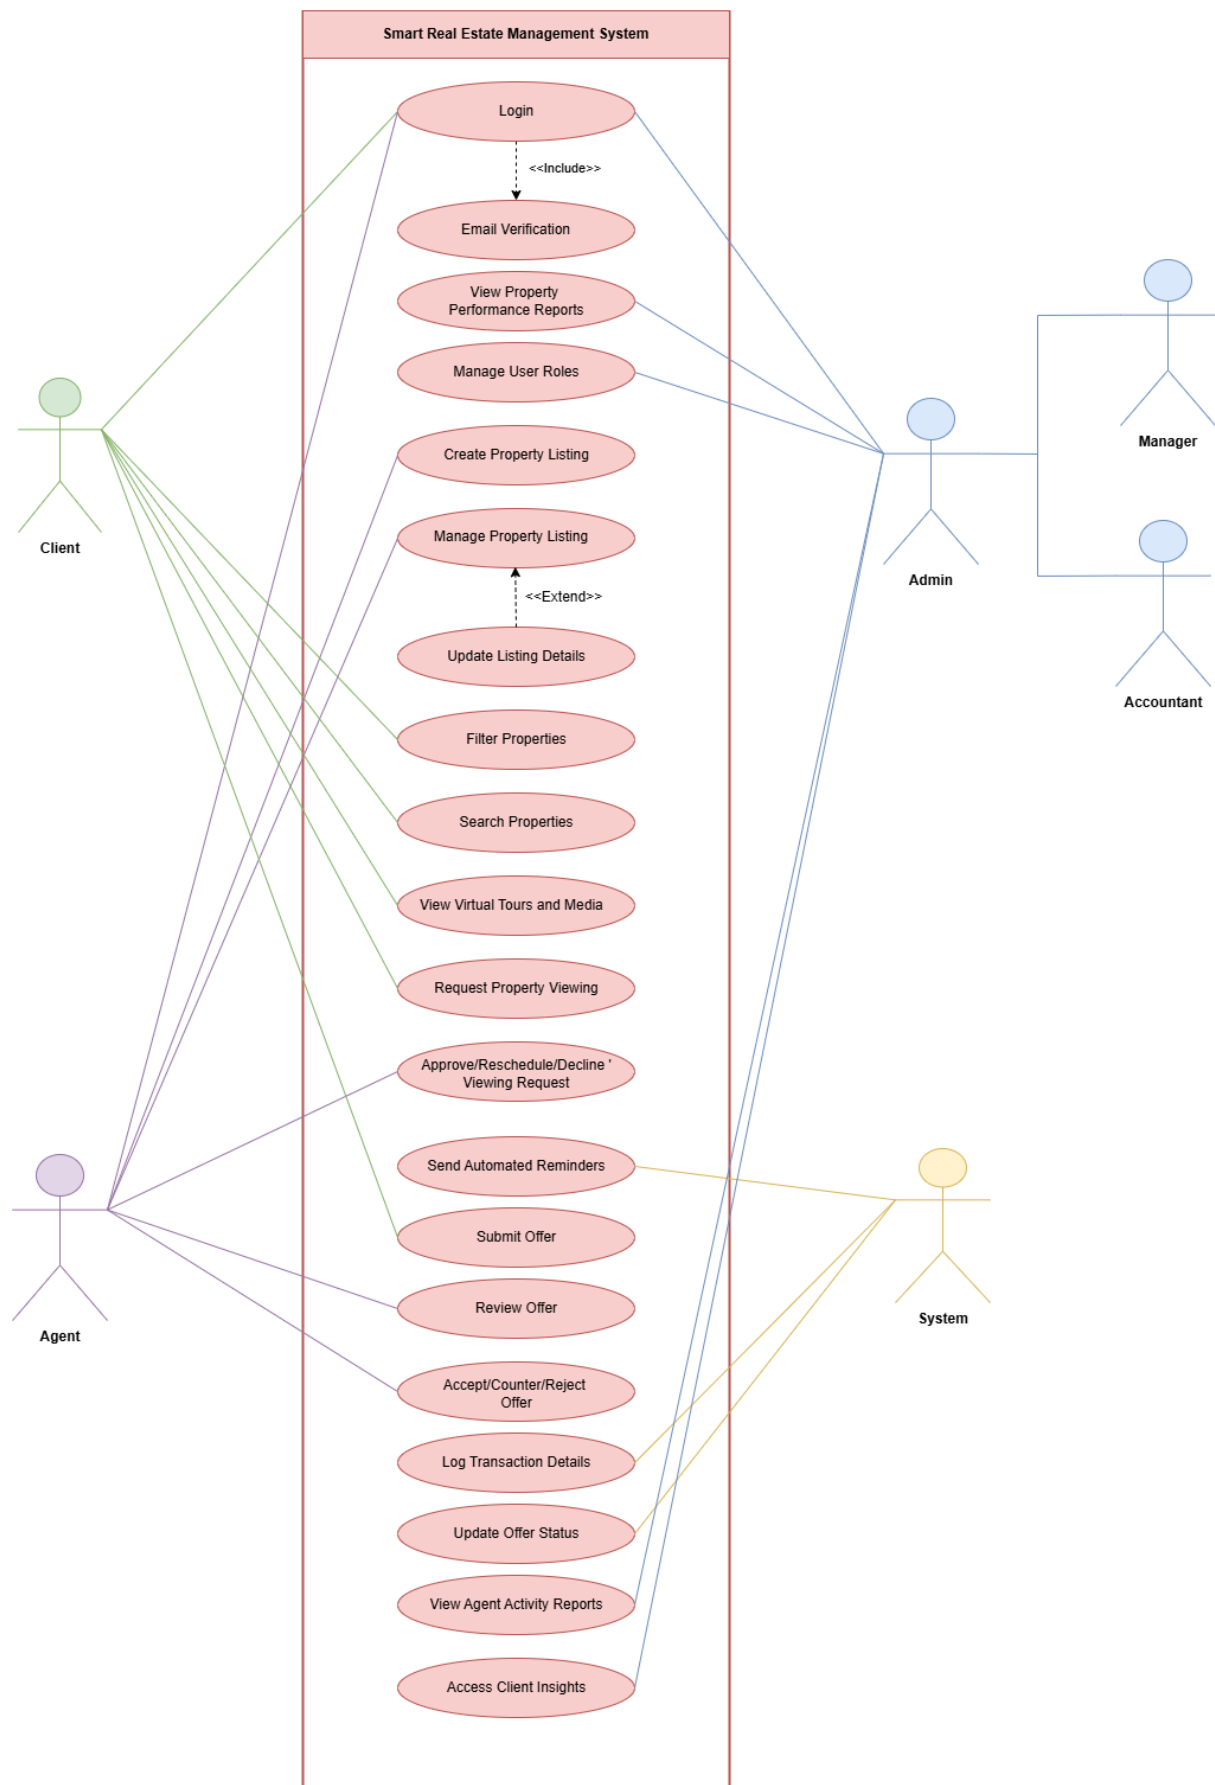 Smart Real Estate Management System
Login
<<Include>>
Email Verification
View Property
Performance Reports
Manage User Roles
Create Property Listing
Manage Property Listing
<<Extend>>
Update Listing Details
Filter Properties
Search Properties
View Virtual Tours and Media
Request Property Viewing
Approve/Reschedule/Decline '
Viewing Request
Send Automated Reminders
Submit Offer
Review Offer
Accept/Counter/Reject
Offer
Log Transaction Details
Update Offer Status
View Agent Activity Reports
Access Client Insights
Client
Agent
Admin
Manager
Accountant
System